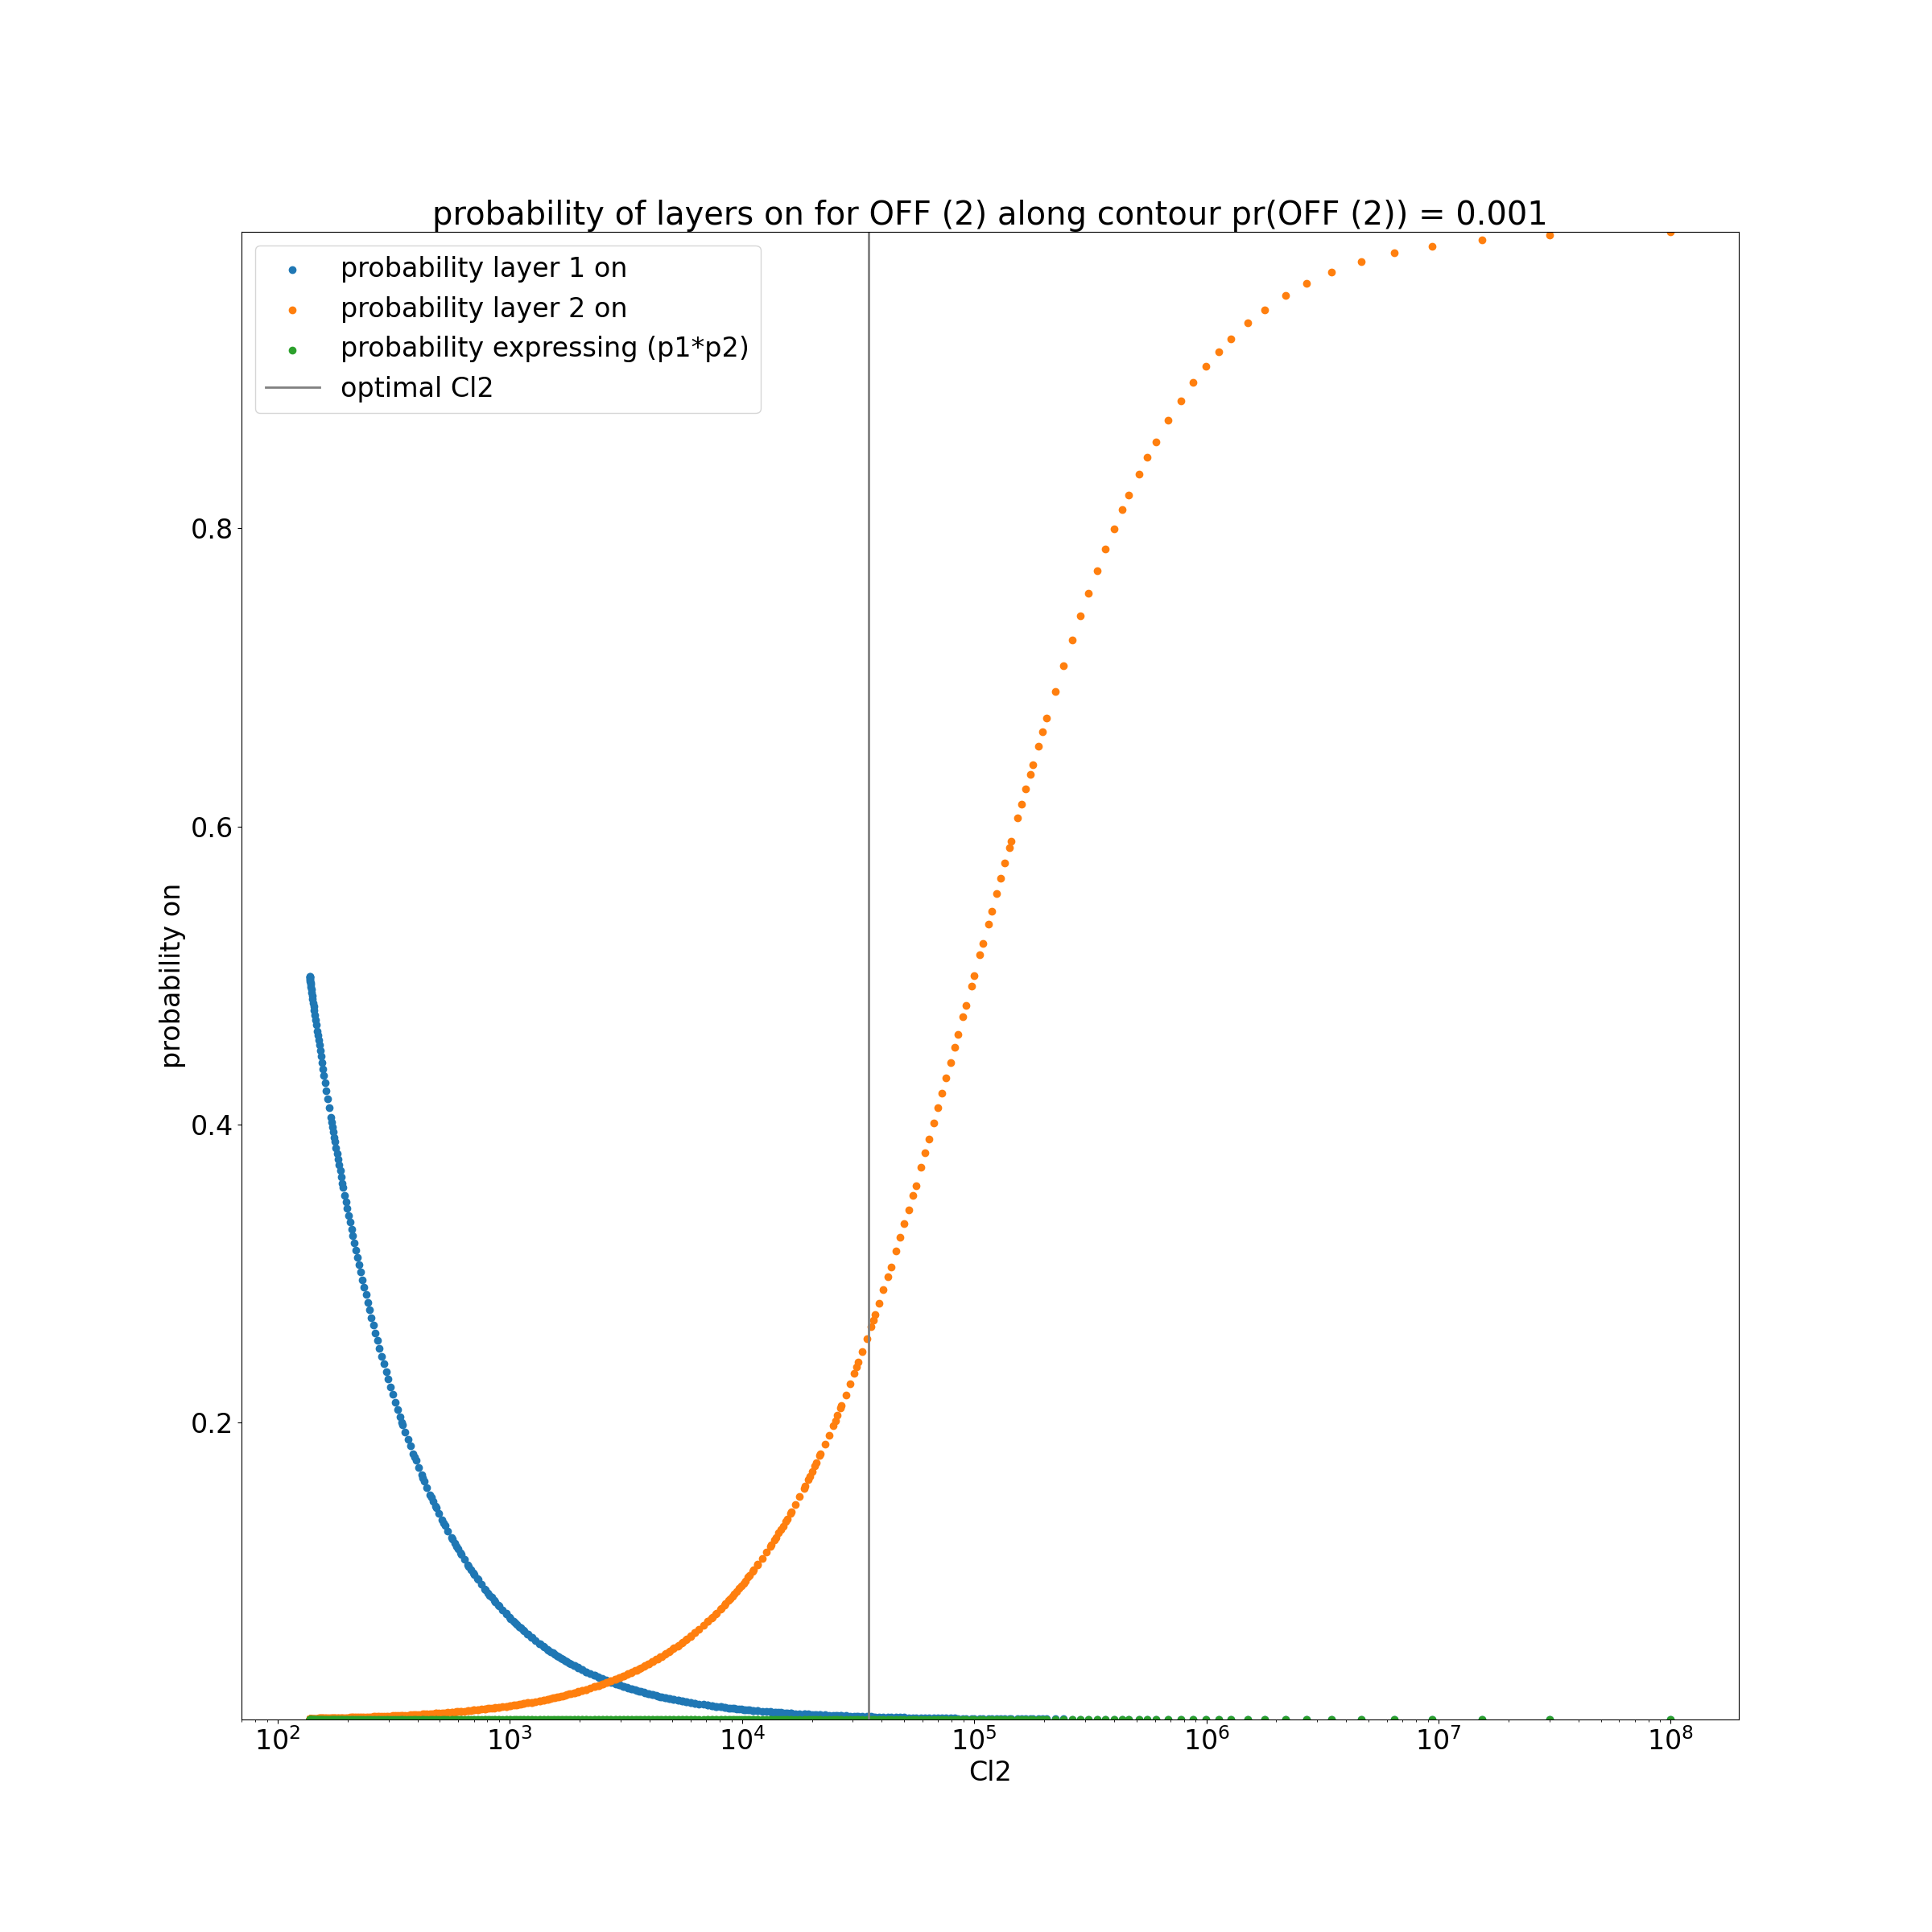 probability of layers on for OFF (2) along contour pr(OFF (2)) = 0.001
probability layer 1 on
probability layer 2 on
probability expressing (p1*p2)
optimal Cl2
0.8
0.6
0.4
0.2
probability on
10² 10³ 10⁴ 10⁵ 10⁶ 10⁷ 10⁸
Cl2